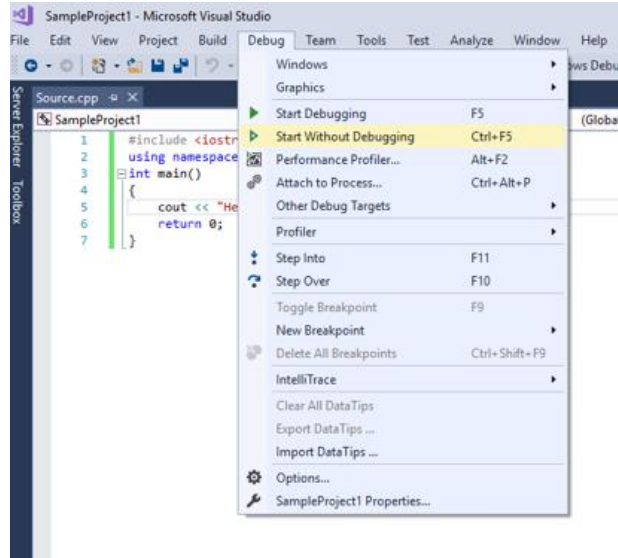 SampleProject1 - Microsoft Visual Studio
File Edit View Project Build Debug Team Tools Test Analyze Window Help
Windows
Graphics
Start Debugging F5
Start Without Debugging Ctrl+F5
Performance Profiler... Alt+F2
Attach to Process... Ctrl+Alt+P
Other Debug Targets
Profiler
Step Into F11
Step Over F10
Toggle Breakpoint F9
New Breakpoint
Delete All Breakpoints Ctrl+Shift+F9
IntelliTrace
Clear All DataTips
Export DataTips ...
Import DataTips ...
Options...
SampleProject1 Properties...
Server Explorer
Toolbox
Source.cpp
SampleProject1
1 #include <iostr
2 using namespace
3 int main()
4 {
5 cout << "He
6 return 0;
7 }
ows Debu
(Globa